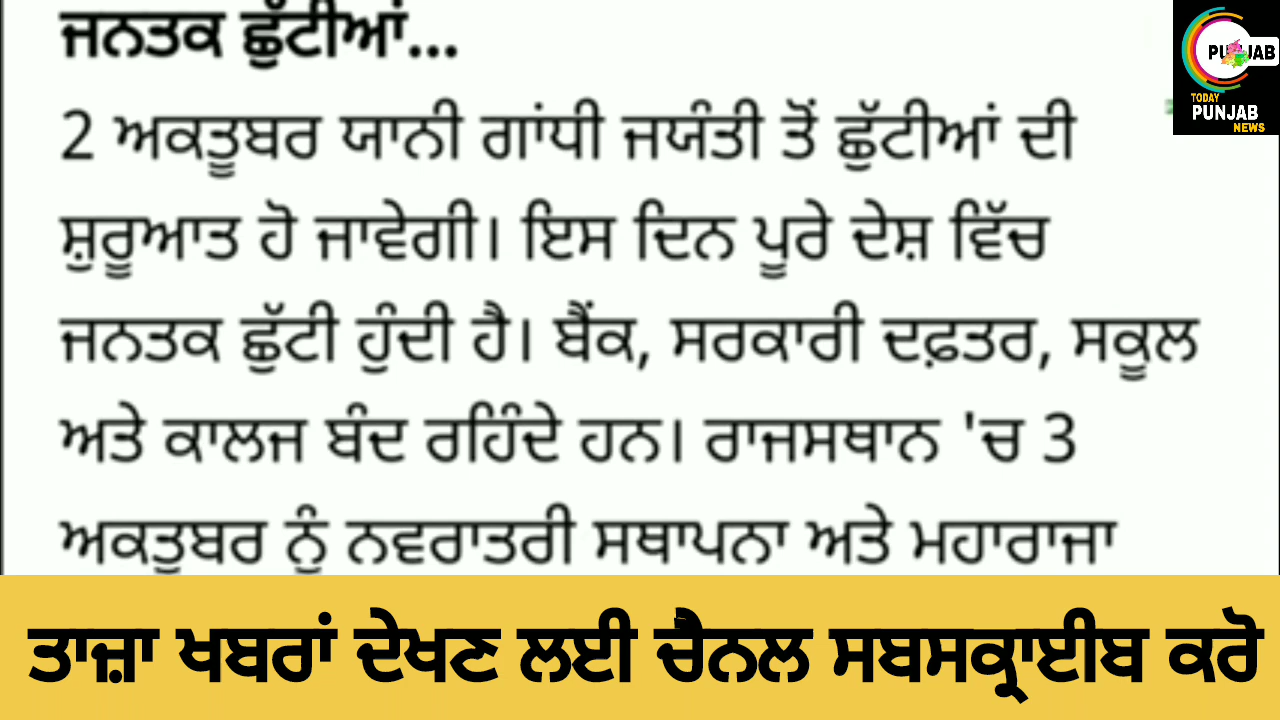 ਜਨਤਕ ਛੁੱਟੀਆਂ...
2 ਅਕਤੂਬਰ ਯਾਨੀ ਗਾਂਧੀ ਜਯੰਤੀ ਤੋਂ ਛੁੱਟੀਆਂ ਦੀ
ਸ਼ੁਰੂਆਤ ਹੋ ਜਾਵੇਗੀ। ਇਸ ਦਿਨ ਪੂਰੇ ਦੇਸ਼ ਵਿੱਚ
ਜਨਤਕ ਛੁੱਟੀ ਹੁੰਦੀ ਹੈ। ਬੈਂਕ, ਸਰਕਾਰੀ ਦਫ਼ਤਰ, ਸਕੂਲ
ਅਤੇ ਕਾਲਜ ਬੰਦ ਰਹਿੰਦੇ ਹਨ। ਰਾਜਸਥਾਨ 'ਚ 3
ਅਕਤੂਬਰ ਨੂੰ ਨਵਰਾਤਰੀ ਸਥਾਪਨਾ ਅਤੇ ਮਹਾਰਾਜਾ
PUNJAB
TODAY
PUNJAB
NEWS
ਤਾਜ਼ਾ ਖਬਰਾਂ ਦੇਖਣ ਲਈ ਚੈਨਲ ਸਬਸਕ੍ਰਾਈਬ ਕਰੋ